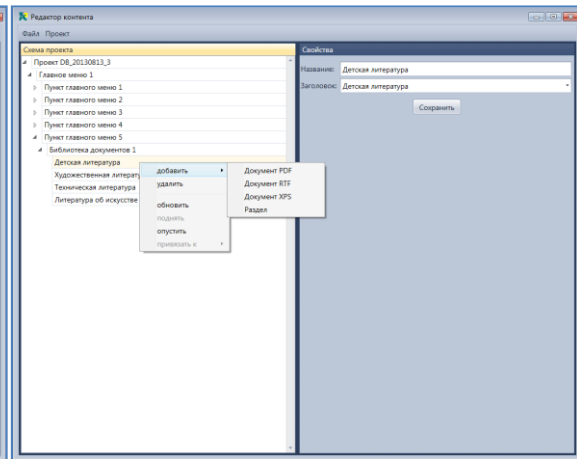 Редактор контента
Файл Проект
Схема проекта
Проект DB_20130813_3
Главное меню 1
Пункт главного меню 1
Пункт главного меню 2
Пункт главного меню 3
Пункт главного меню 4
Пункт главного меню 5
Библиотека документов 1
Детская литература
Художественная литерату
Техническая литература
Литература об искусстве
добавить
удалить
обновить
поднять
опустить
привязать к
Документ PDF
Документ RTF
Документ XPS
Раздел
Свойства
Название: Детская литература
Заголовок: Детская литература
Сохранить